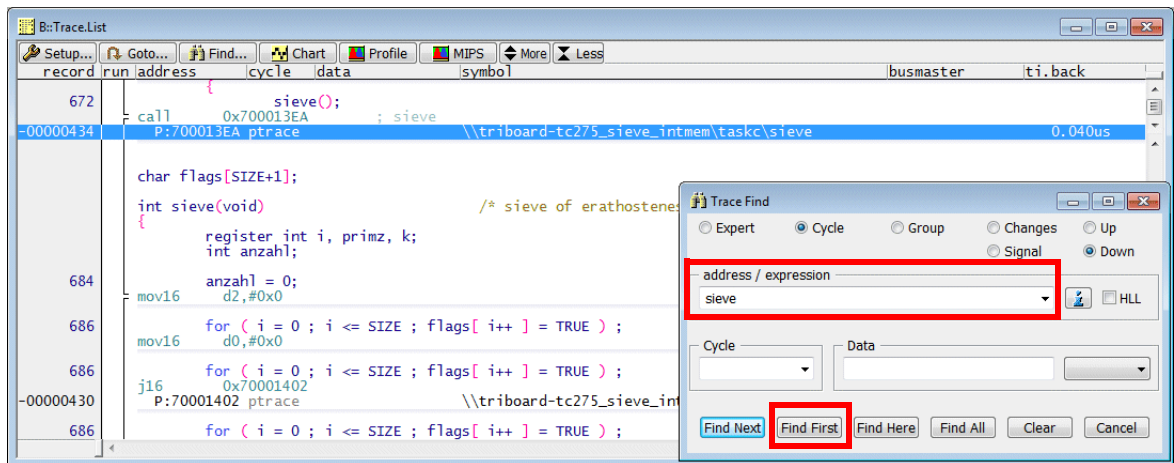 B::Trace.List
Setup... Goto... Find... Chart Profile MIPS More Less
record run address cycle data symbol busmaster ti.back
{
672 sieve();
call 0x700013EA ; sieve
-00000434 P:700013EA ptrace \\triboard-tc275_sieve_intmem\taskc\sieve 0.040us
char flags[SIZE+1];
int sieve(void) /* sieve of erathostenes
{
register int i, primz, k;
int anzahl;
684 anzahl = 0;
mov16 d2,#0x0
686 for ( i = 0 ; i <= SIZE ; flags[ i++ ] = TRUE ) ;
mov16 d0,#0x0
686 for ( i = 0 ; i <= SIZE ; flags[ i++ ] = TRUE ) ;
j16 0x70001402
-00000430 P:70001402 ptrace \\triboard-tc275_sieve_int
686 for ( i = 0 ; i <= SIZE ; flags[ i++ ] = TRUE ) ;
Trace Find
Expert Cycle Group Changes Up
Signal Down
address / expression
sieve i HLL
Cycle Data
Find Next Find First Find Here Find All Clear Cancel